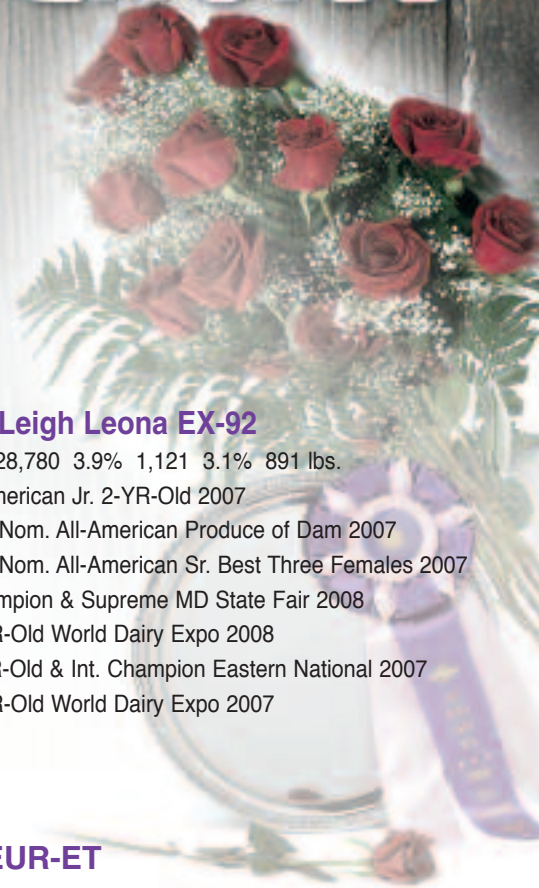 Leigh Leona EX-92
28,780 3.9% 1,121 3.1% 891 lbs.
merican Jr. 2-YR-Old 2007
Nom. All-American Produce of Dam 2007
Nom. All-American Sr. Best Three Females 2007
mpion & Supreme MD State Fair 2008
R-Old World Dairy Expo 2008
R-Old & Int. Champion Eastern National 2007
R-Old World Dairy Expo 2007
EUR-ET